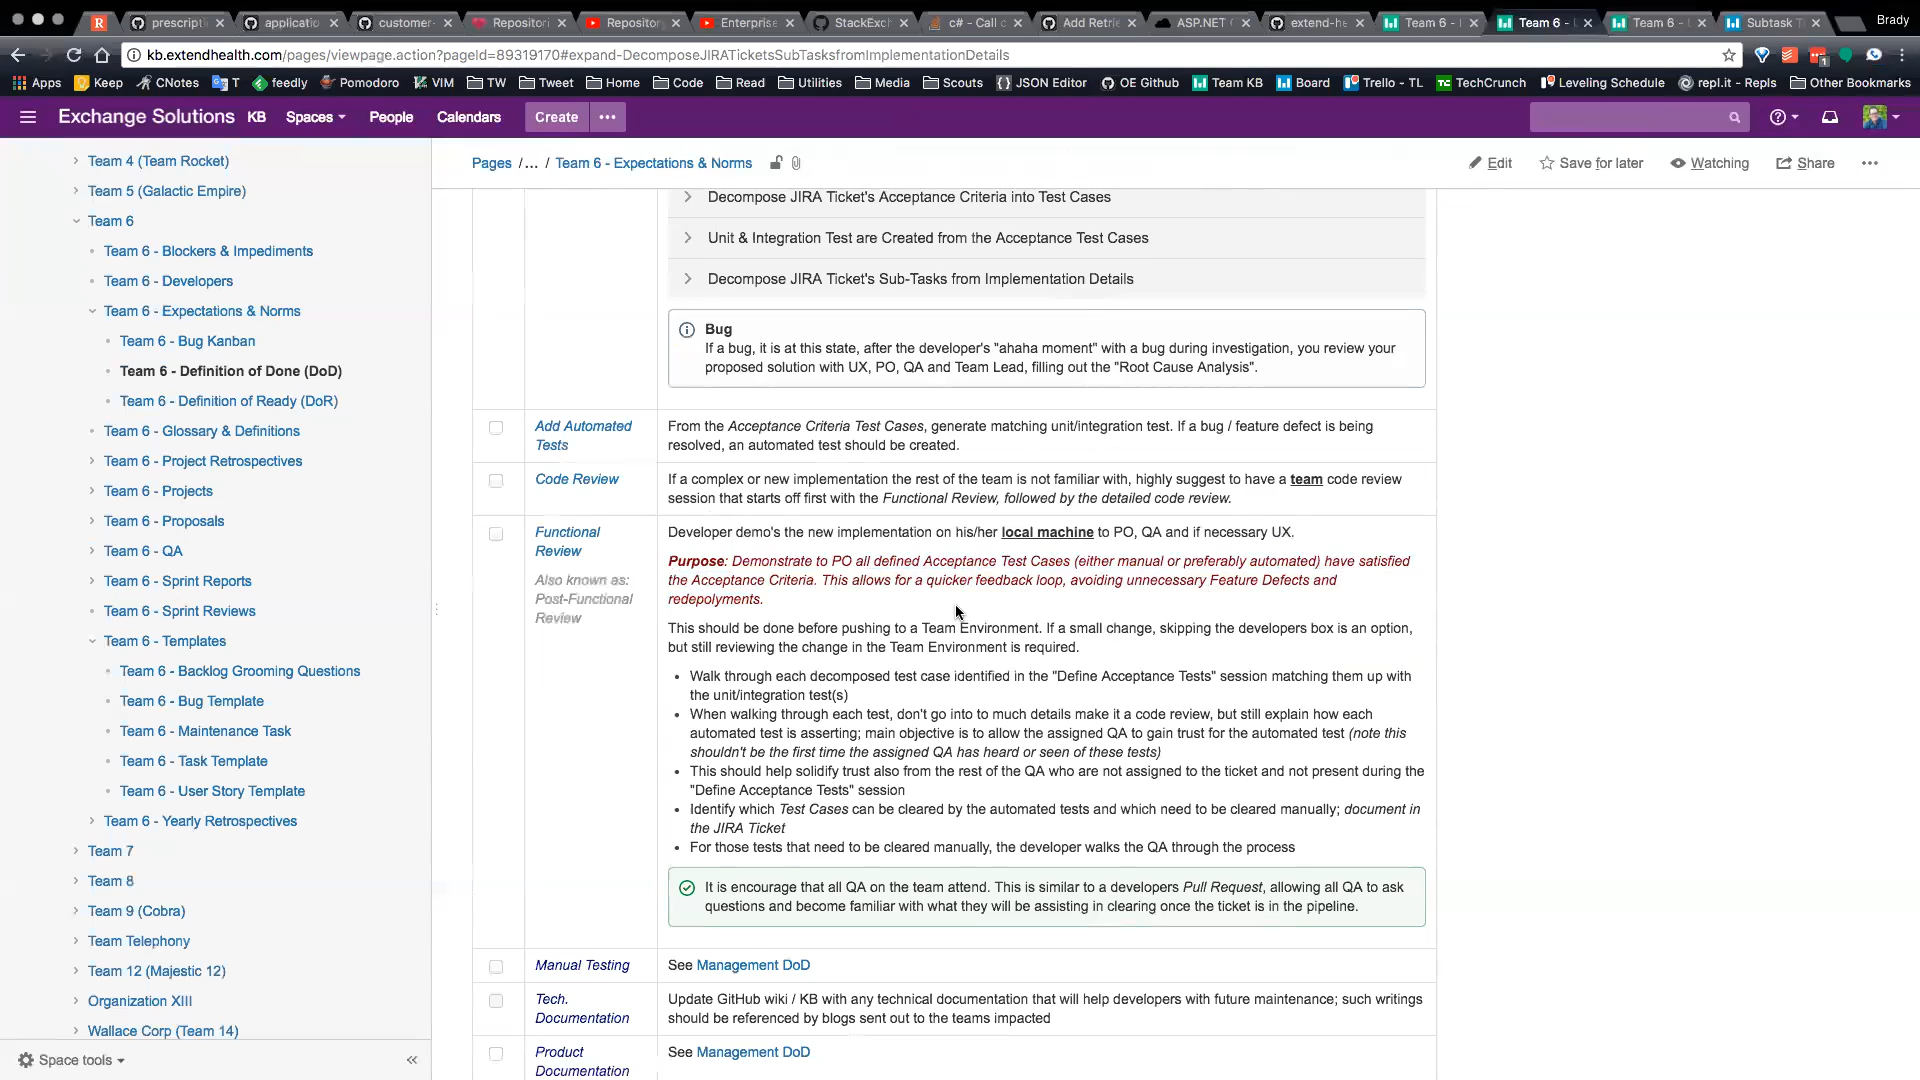 prescript
applicatio
customer-
Repositori
Repository
Enterprise
StackExch
c# - Call c
Add Retrie
ASP.NET
extend-he
Team 6 -
Team 6 -
Team 6 -
Subtask T
Brady
kb.extendhealth.com/pages/viewpage.action?pageId=89319170#expand-DecomposeJIRATicketsSubTasksfromImplementationDetails
Apps Keep CNotes T feedly Pomodoro VIM TW Tweet Home Code Read Utilities Media Scouts JSON Editor OE Github Team KB Board Trello - TL TechCrunch Leveling Schedule repl.it - Repls Other Bookmarks
Exchange Solutions KB Spaces People Calendars Create •••
Team 4 (Team Rocket)
Team 5 (Galactic Empire)
Team 6
Team 6 - Blockers & Impediments
Team 6 - Developers
Team 6 - Expectations & Norms
Team 6 - Bug Kanban
Team 6 - Definition of Done (DoD)
Team 6 - Definition of Ready (DoR)
Team 6 - Glossary & Definitions
Team 6 - Project Retrospectives
Team 6 - Projects
Team 6 - Proposals
Team 6 - QA
Team 6 - Sprint Reports
Team 6 - Sprint Reviews
Team 6 - Templates
Team 6 - Backlog Grooming Questions
Team 6 - Bug Template
Team 6 - Maintenance Task
Team 6 - Task Template
Team 6 - User Story Template
Team 6 - Yearly Retrospectives
Team 7
Team 8
Team 9 (Cobra)
Team Telephony
Team 12 (Majestic 12)
Organization XIII
Wallace Corp (Team 14)
Space tools
Pages /... / Team 6 - Expectations & Norms
Edit Save for later Watching Share •••
Decompose JIRA Ticket's Acceptance Criteria into Test Cases
Unit & Integration Test are Created from the Acceptance Test Cases
Decompose JIRA Ticket's Sub-Tasks from Implementation Details
Bug
If a bug, it is at this state, after the developer's "ahaha moment" with a bug during investigation, you review your
proposed solution with UX, PO, QA and Team Lead, filling out the "Root Cause Analysis".
Add Automated
Tests
From the Acceptance Criteria Test Cases, generate matching unit/integration test. If a bug / feature defect is being
resolved, an automated test should be created.
Code Review
If a complex or new implementation the rest of the team is not familiar with, highly suggest to have a team code review
session that starts off first with the Functional Review, followed by the detailed code review.
Functional
Review
Also known as:
Post-Functional
Review
Developer demo's the new implementation on his/her local machine to PO, QA and if necessary UX.
Purpose: Demonstrate to PO all defined Acceptance Test Cases (either manual or preferably automated) have satisfied
the Acceptance Criteria. This allows for a quicker feedback loop, avoiding unnecessary Feature Defects and
redepolyments.
This should be done before pushing to a Team Environment. If a small change, skipping the developers box is an option,
but still reviewing the change in the Team Environment is required.
• Walk through each decomposed test case identified in the "Define Acceptance Tests" session matching them up with
the unit/integration test(s)
• When walking through each test, don't go into to much details make it a code review, but still explain how each
automated test is asserting; main objective is to allow the assigned QA to gain trust for the automated test (note this
shouldn't be the first time the assigned QA has heard or seen of these tests)
• This should help solidify trust also from the rest of the QA who are not assigned to the ticket and not present during the
"Define Acceptance Tests" session
• Identify which Test Cases can be cleared by the automated tests and which need to be cleared manually; document in
the JIRA Ticket
• For those tests that need to be cleared manually, the developer walks the QA through the process
It is encourage that all QA on the team attend. This is similar to a developers Pull Request, allowing all QA to ask
questions and become familiar with what they will be assisting in clearing once the ticket is in the pipeline.
Manual Testing
See Management DoD
Tech.
Documentation
Update GitHub wiki / KB with any technical documentation that will help developers with future maintenance; such writings
should be referenced by blogs sent out to the teams impacted
Product
Documentation
See Management DoD